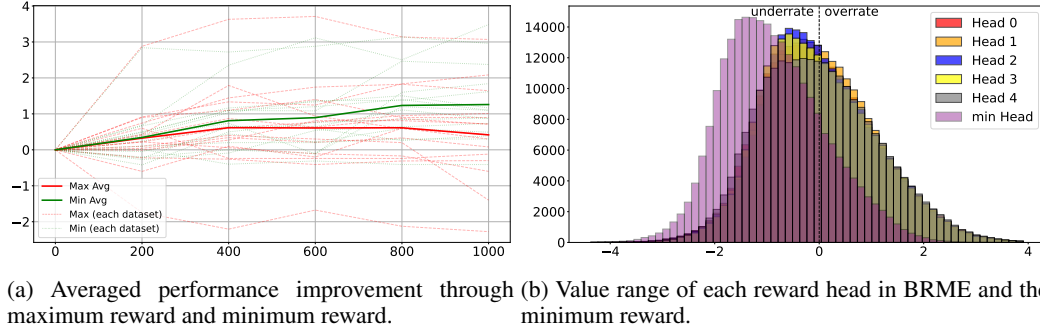 4
3
2
1
0
−1
−2
Max Avg
Min Avg
Max (each dataset)
Min (each dataset)
0 200 400 600 800 1000
underrate overrate
14000
12000
10000
8000
6000
4000
2000
0
Head 0
Head 1
Head 2
Head 3
Head 4
min Head
−4 −2 0 2 4
(a) Averaged performance improvement through
maximum reward and minimum reward.
(b) Value range of each reward head in BRME and the
minimum reward.